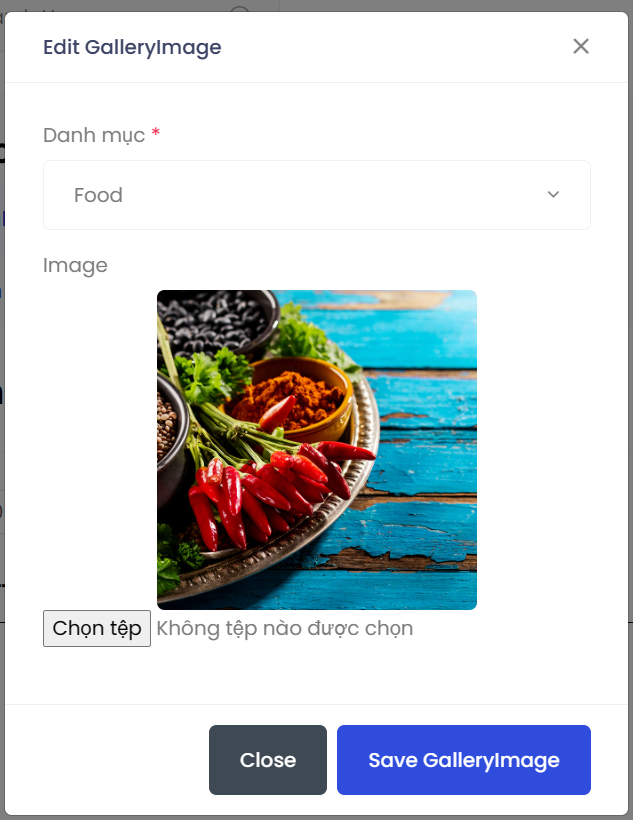 Edit GalleryImage
Danh mục *
Food
Image
Chọn tệp Không tệp nào được chọn
Close Save GalleryImage